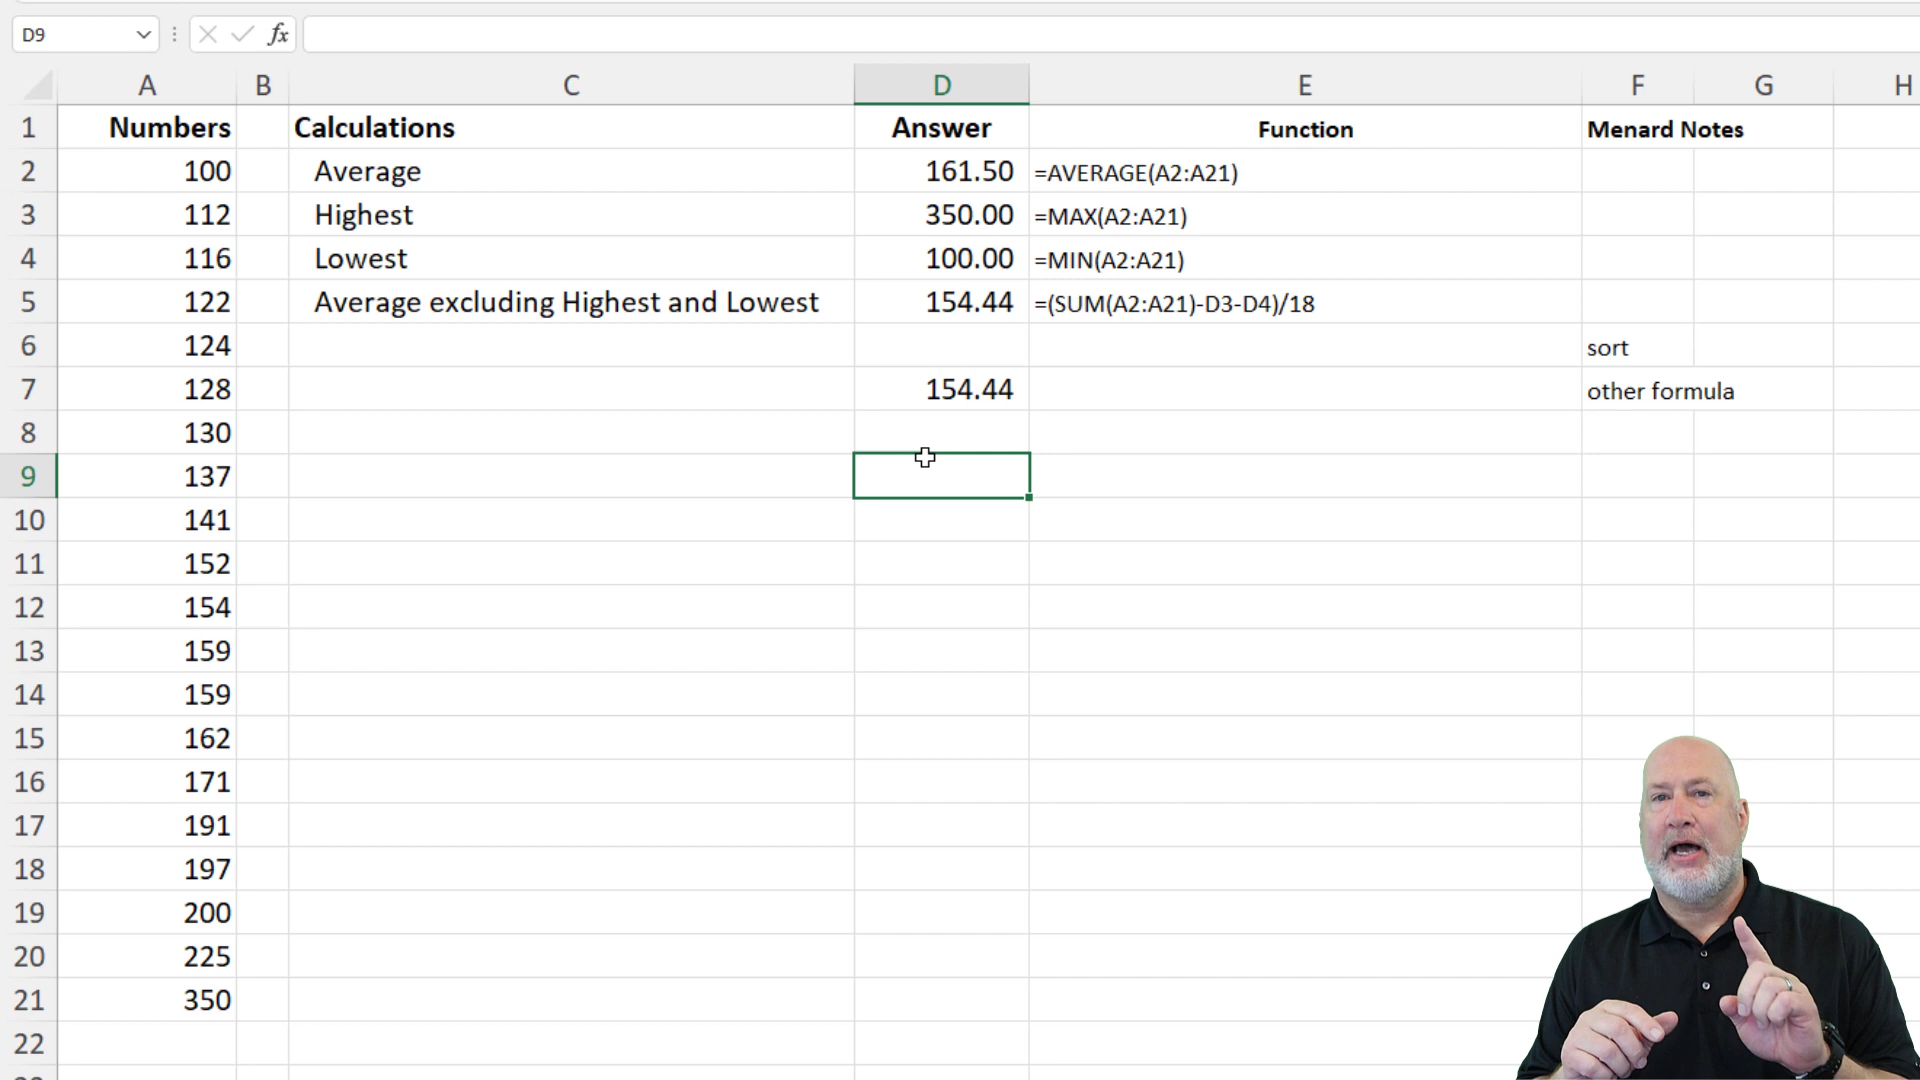 D9
fx
A B C D E F G H
1 Numbers Calculations Answer Function Menard Notes
2 100 Average 161.50 =AVERAGE(A2:A21)
3 112 Highest 350.00 =MAX(A2:A21)
4 116 Lowest 100.00 =MIN(A2:A21)
5 122 Average excluding Highest and Lowest 154.44 =(SUM(A2:A21)-D3-D4)/18
6 124 sort
7 128 154.44 other formula
8 130
9 137
10 141
11 152
12 154
13 159
14 159
15 162
16 171
17 191
18 197
19 200
20 225
21 350
22